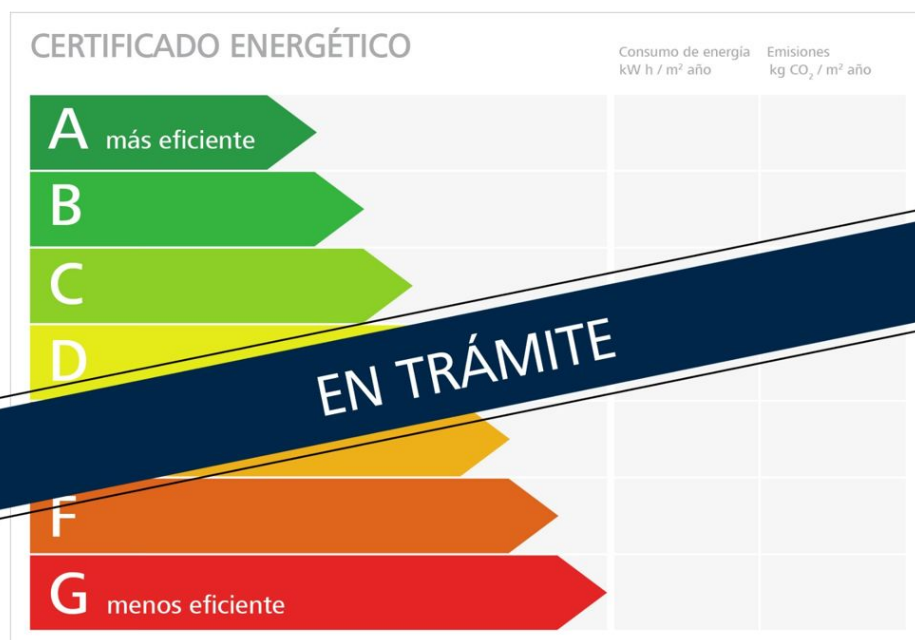 CERTIFICADO ENERGÉTICO
Consumo de energía
kW h / m² año
Emisiones
kg CO₂ / m² año
A más eficiente
B
C
D
EN TRÁMITE
F
G menos eficiente